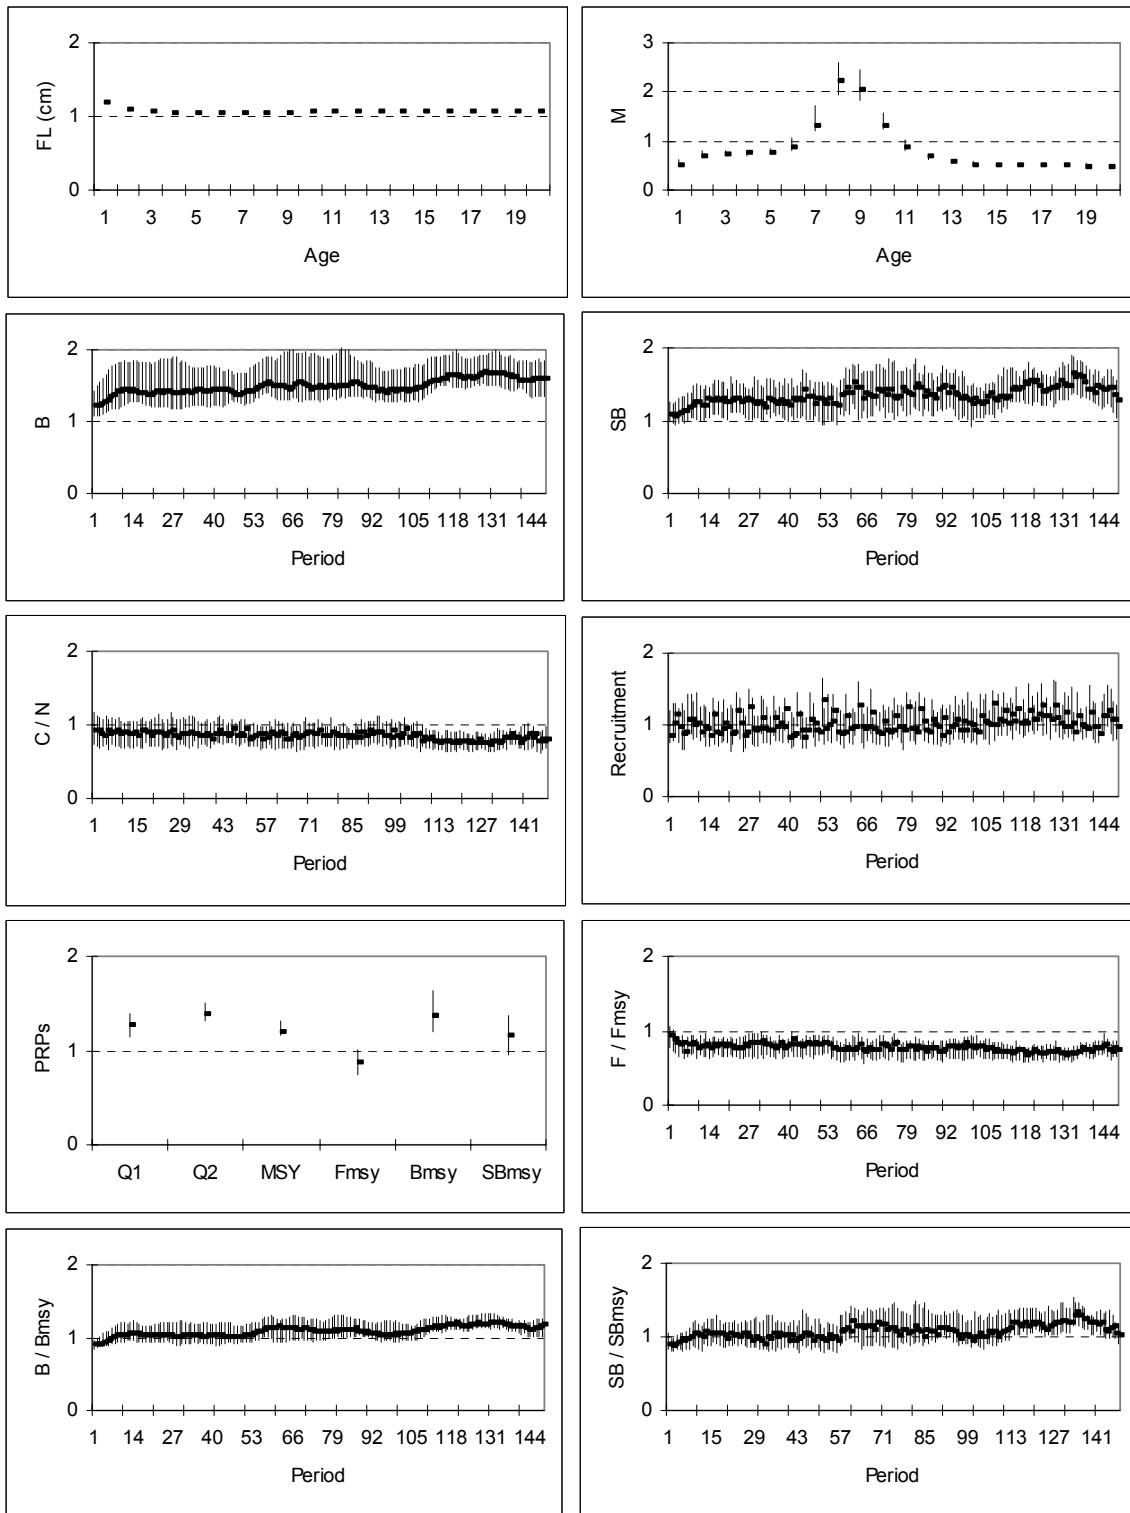 2
1
0
FL (cm)
1 3 5 7 9 11 13 15 17 19
Age
3
2
1
0
M
1 3 5 7 9 11 13 15 17 19
Age
2
1
0
B
1 14 27 40 53 66 79 92 105 118 131 144
Period
2
1
0
SB
1 14 27 40 53 66 79 92 105 118 131 144
Period
2
1
0
C / N
1 15 29 43 57 71 85 99 113 127 141
Period
2
1
0
Recruitment
1 14 27 40 53 66 79 92 105 118 131 144
Period
2
1
0
PRPs
Q1 Q2 MSY Fmsy Bmsy SBmsy
2
1
0
F / Fmsy
1 14 27 40 53 66 79 92 105 118 131 144
Period
2
1
0
B / Bmsy
1 14 27 40 53 66 79 92 105 118 131 144
Period
2
1
0
SB / SBmsy
1 15 29 43 57 71 85 99 113 127 141
Period